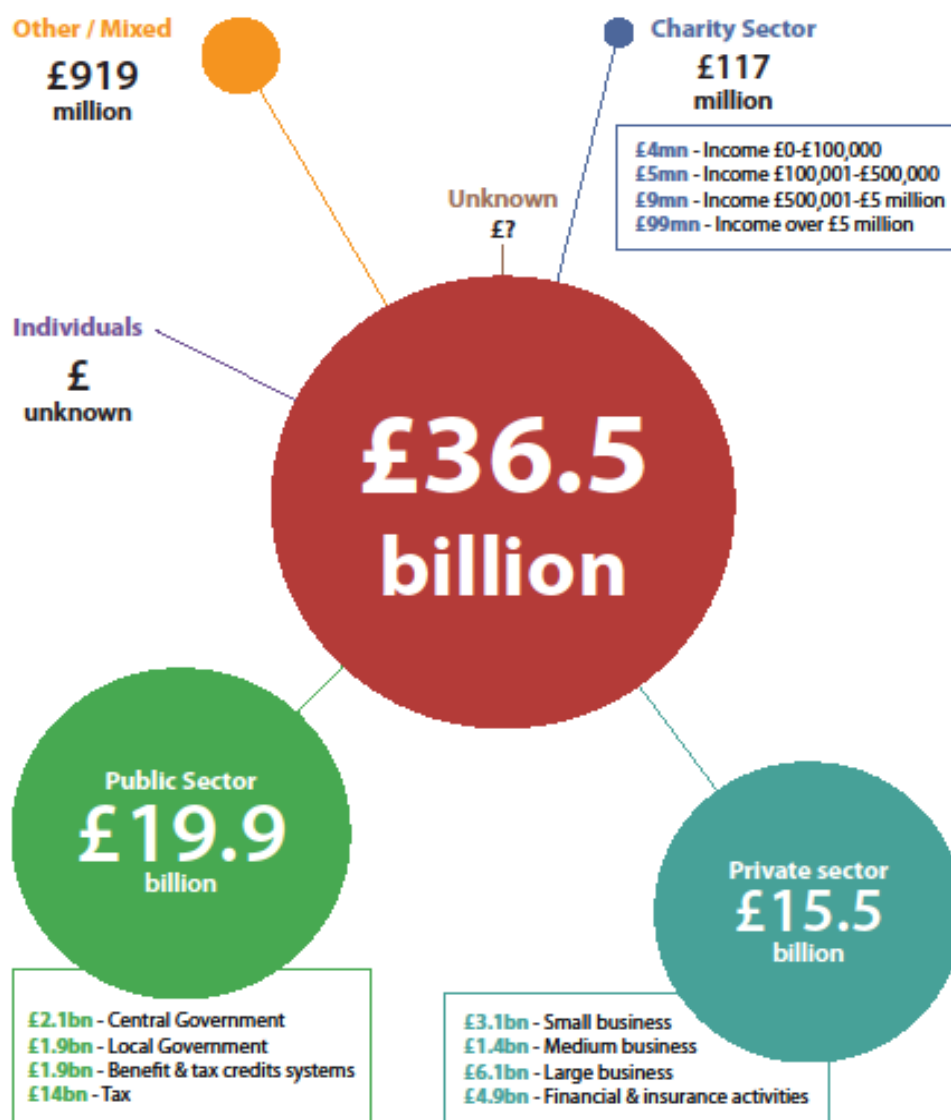 Other / Mixed
£919
million
Charity Sector
£117
million
£4mn - Income £0-£100,000
£5mn - Income £100,001-£500,000
£9mn - Income £500,001-£5 million
£99mn - Income over £5 million
Unknown
£?
Individuals
£
unknown
£36.5
billion
Public Sector
£19.9
billion
£2.1bn - Central Government
£1.9bn - Local Government
£1.9bn - Benefit & tax credits systems
£14bn - Tax
Private sector
£15.5
billion
£3.1bn - Small business
£1.4bn - Medium business
£6.1bn - Large business
£4.9bn - Financial & insurance activities